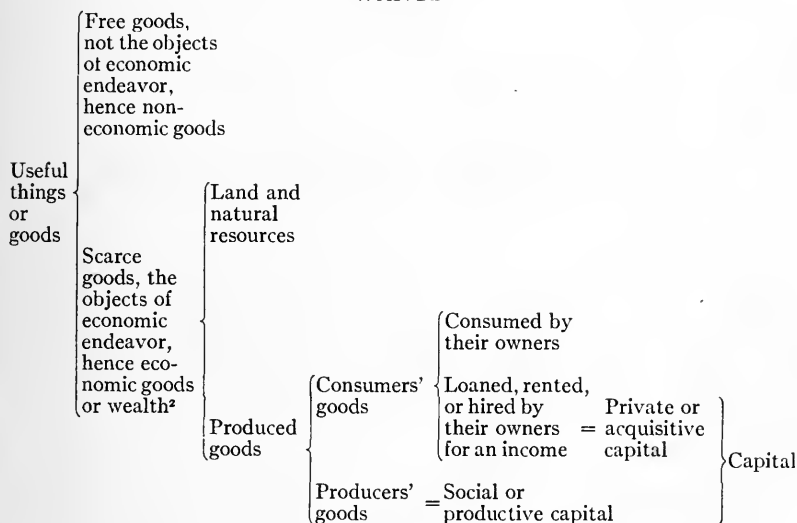 Free goods,
not the objects
of economic
endeavor,
hence non-
economic goods
Useful
things
or
goods
Scarce
goods, the
objects of
economic
endeavor,
hence eco-
nomic goods
or wealth²
Land and
natural
resources
Produced
goods
Consumers'
goods
Consumed by
their owners
Loaned, rented,
or hired by
their owners
for an income
= Private or
acquisitive
capital
Producers'
goods
= Social or
productive capital
Capital